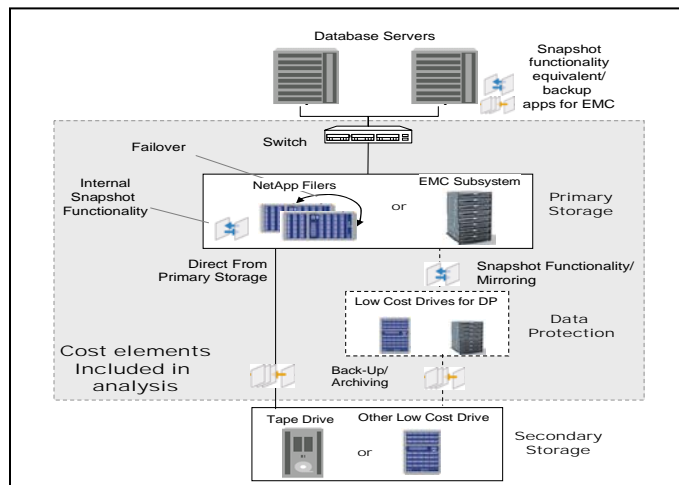 Database Servers
Snapshot
functionality
equivalent/
backup
apps for EMC
Switch
Failover
Internal
Snapshot
Functionality
NetApp Filers
or
EMC Subsystem
Primary
Storage
Direct From
Primary Storage
Snapshot Functionality/
Mirroring
Low Cost Drives for DP
Data
Protection
Cost elements
Included in
analysis
Back-Up/
Archiving
Tape Drive
or
Other Low Cost Drive
Secondary
Storage